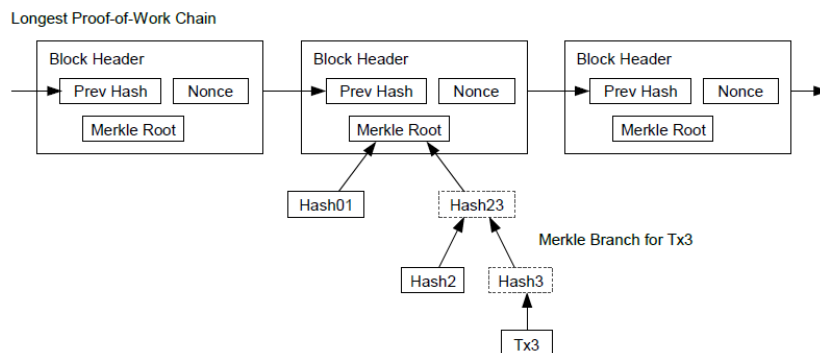 Longest Proof-of-Work Chain
Block Header
Block Header
Block Header
Prev Hash
Nonce
Prev Hash
Nonce
Prev Hash
Nonce
Merkle Root
Merkle Root
Merkle Root
Hash01
Hash23
Merkle Branch for Tx3
Hash2
Hash3
Tx3